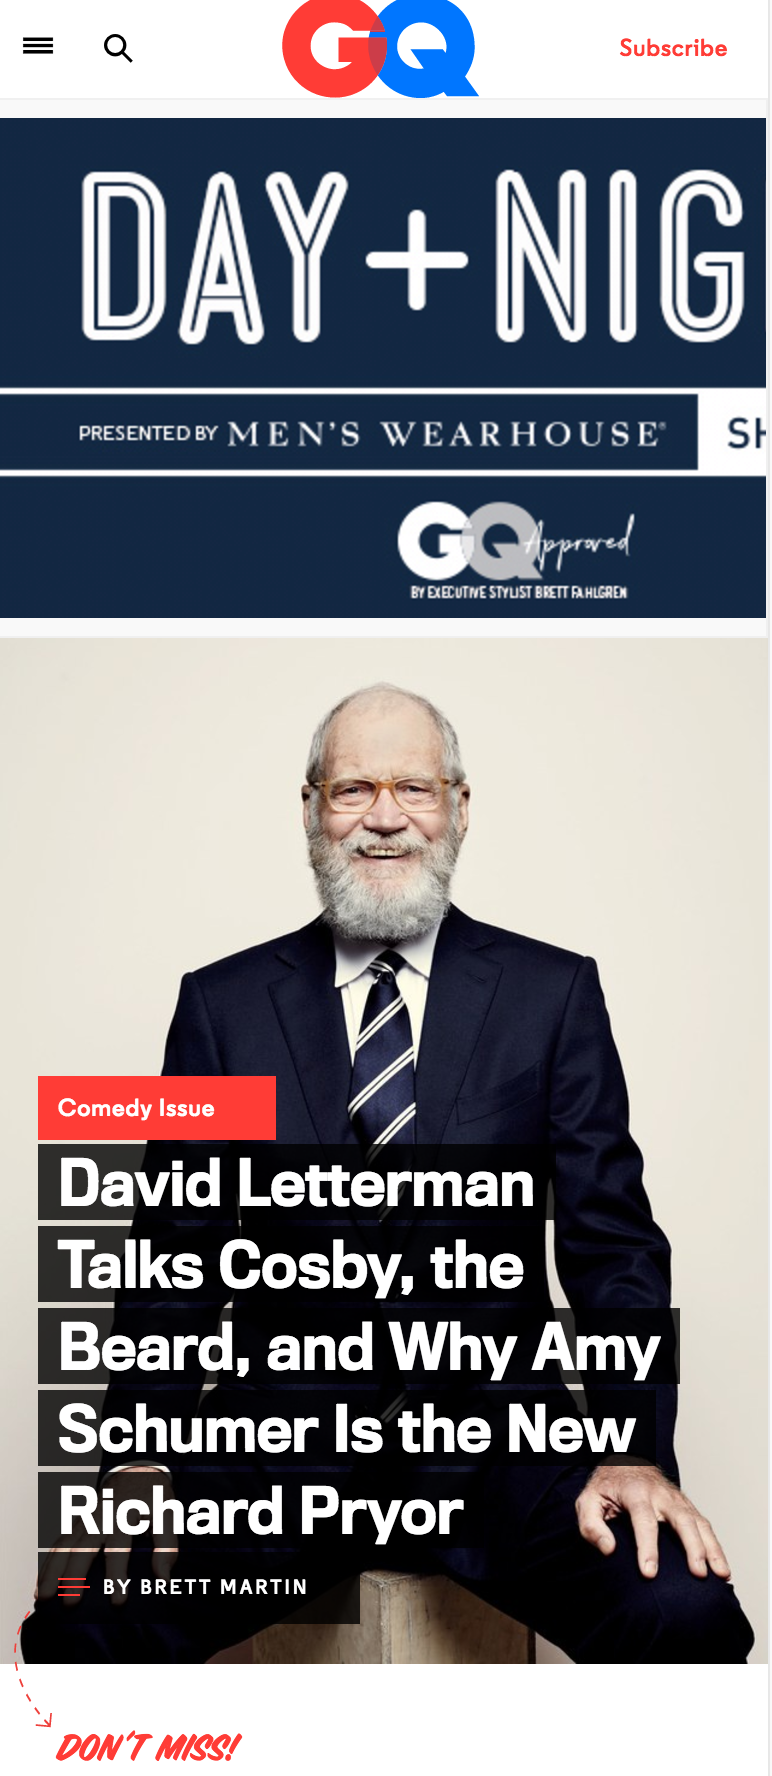 GQ
Subscribe
DAY+NIG
PRESENTED BY MEN'S WEARHOUSE® SH
GQ Approved
BY EXECUTIVE STYLIST BRETT FAHLGREN
Comedy Issue
David Letterman
Talks Cosby, the
Beard, and Why Amy
Schumer Is the New
Richard Pryor
BY BRETT MARTIN
DON'T MISS!